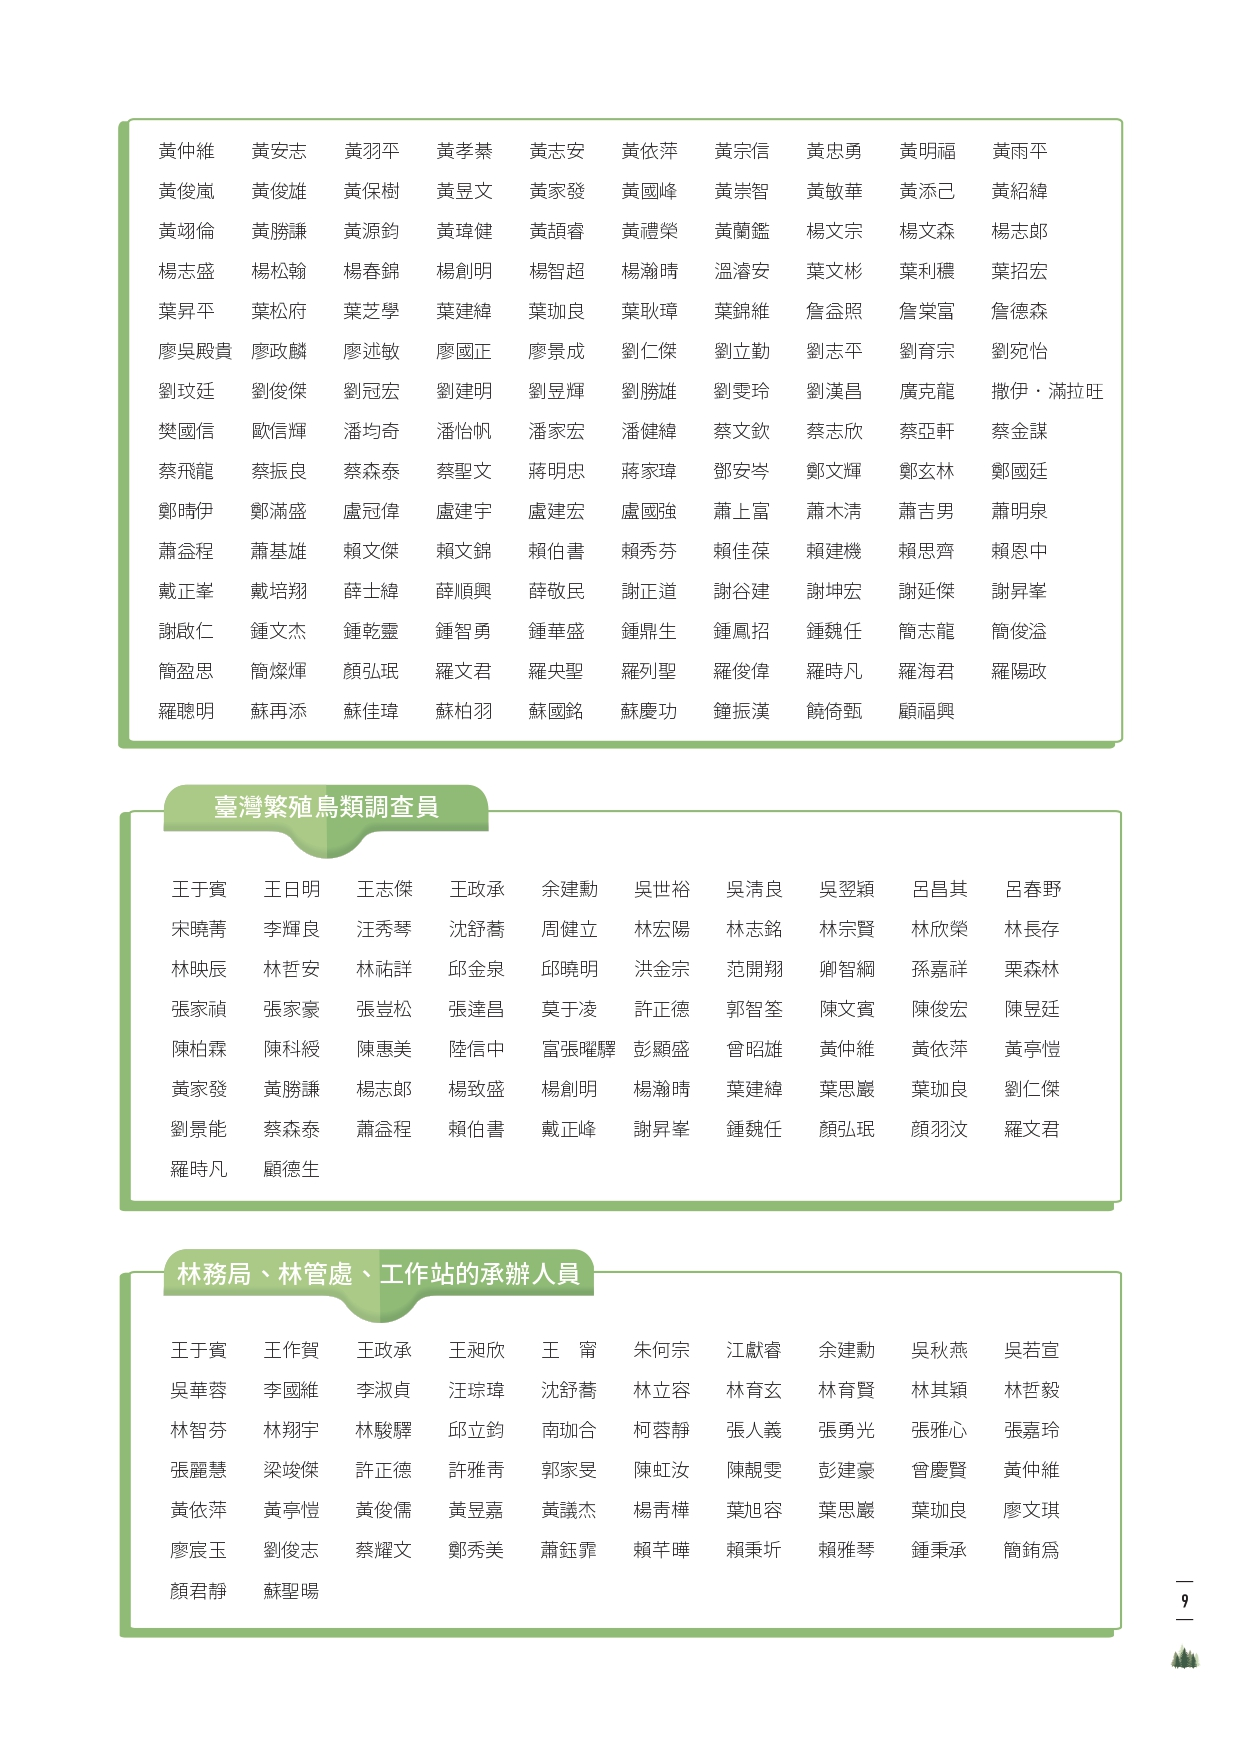 黃仲維 黃安志 黃羽平 黃孝綦 黃志安 黃依萍 黃宗信 黃忠勇 黃明福 黃雨平
黃俊嵐 黃俊雄 黃保樹 黃昱文 黃家發 黃國峰 黃崇智 黃敏華 黃添己 黃紹緯
黃翊倫 黃勝謙 黃源鈞 黃瑋健 黃頡睿 黃禮榮 黃蘭鑑 楊文宗 楊文森 楊志郎
楊志盛 楊松翰 楊春錦 楊創明 楊智超 楊瀚晴 溫濬安 葉文彬 葉利穠 葉招宏
葉昇平 葉松府 葉芝學 葉建緯 葉珈良 葉耿璋 葉錦維 詹益照 詹棠富 詹德森
廖吳殿貴 廖政麟 廖述敏 廖國正 廖景成 劉仁傑 劉立勤 劉志平 劉育宗 劉宛怡
劉玟廷 劉俊傑 劉冠宏 劉建明 劉昱輝 劉勝雄 劉雯玲 劉漢昌 廣克龍 撒伊・滿拉旺
樊國信 歐信輝 潘均奇 潘怡帆 潘家宏 潘健緯 蔡文欽 蔡志欣 蔡亞軒 蔡金謀
蔡飛龍 蔡振良 蔡森泰 蔡聖文 蔣明忠 蔣家瑋 鄧安岑 鄭文輝 鄭玄林 鄭國廷
鄭晴伊 鄭滿盛 盧冠偉 盧建宇 盧建宏 盧國強 蕭上富 蕭木淸 蕭吉男 蕭明泉
蕭益程 蕭基雄 賴文傑 賴文錦 賴伯書 賴秀芬 賴佳葆 賴建機 賴思齊 賴恩中
戴正峯 戴培翔 薛士緯 薛順興 薛敬民 謝正道 謝谷建 謝坤宏 謝延傑 謝昇峯
謝啟仁 鍾文杰 鍾乾靈 鍾智勇 鍾華盛 鍾鼎生 鍾鳳招 鍾魏任 簡志龍 簡俊溢
簡盈思 簡燦煇 顏弘珉 羅文君 羅央聖 羅列聖 羅俊偉 羅時凡 羅海君 羅陽政
羅聰明 蘇再添 蘇佳瑋 蘇柏羽 蘇國銘 蘇慶功 鐘振漢 饒倚甄 顧福興
臺灣繁殖鳥類調查員
王于賓 王日明 王志傑 王政承 余建勳 吳世裕 吳淸良 吳翌穎 呂昌其 呂春野
宋曉菁 李輝良 汪秀琴 沈舒蕎 周健立 林宏陽 林志銘 林宗賢 林欣榮 林長存
林映辰 林哲安 林祐詳 邱金泉 邱曉明 洪金宗 范開翔 卿智綱 孫嘉祥 栗森林
張家禎 張家豪 張豈松 張達昌 莫于凌 許正德 郭智筌 陳文賓 陳俊宏 陳昱廷
陳柏霖 陳科綬 陳惠美 陸信中 富張曜驛 彭顯盛 曾昭雄 黃仲維 黃依萍 黃亭愷
黃家發 黃勝謙 楊志郎 楊致盛 楊創明 楊瀚晴 葉建緯 葉思巖 葉珈良 劉仁傑
劉景能 蔡森泰 蕭益程 賴伯書 戴正峰 謝昇峯 鍾魏任 顏弘珉 顏羽汶 羅文君
羅時凡 顧德生
林務局、林管處、工作站的承辦人員
王于賓 王作賀 王政承 王昶欣 王　甯 朱何宗 江獻睿 余建勳 吳秋燕 吳若宣
吳華蓉 李國維 李淑貞 汪琮瑋 沈舒蕎 林立容 林育玄 林育賢 林其穎 林哲毅
林智芬 林翔宇 林駿驛 邱立鈞 南珈合 柯蓉靜 張人義 張勇光 張雅心 張嘉玲
張麗慧 梁竣傑 許正德 許雅靑 郭家旻 陳虹汝 陳靚雯 彭建豪 曾慶賢 黃仲維
黃依萍 黃亭愷 黃俊儒 黃昱嘉 黃議杰 楊靑樺 葉旭容 葉思巖 葉珈良 廖文琪
廖宸玉 劉俊志 蔡耀文 鄭秀美 蕭鈺霏 賴芊曄 賴秉圻 賴雅琴 鍾秉承 簡銪爲
顏君靜 蘇聖暘
9